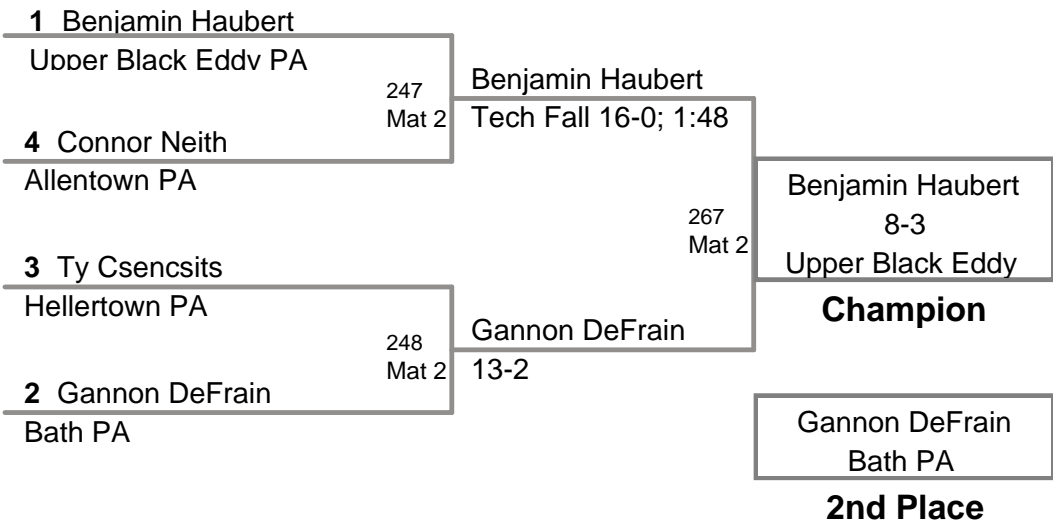 1 Benjamin Haubert
Upper Black Eddy PA
247
Mat 2
Benjamin Haubert
Tech Fall 16-0; 1:48
4 Connor Neith
Allentown PA
267
Mat 2
Benjamin Haubert
8-3
Upper Black Eddy
Champion
3 Ty Csencsits
Hellertown PA
248
Mat 2
Gannon DeFrain
13-2
2 Gannon DeFrain
Bath PA
Gannon DeFrain
Bath PA
2nd Place